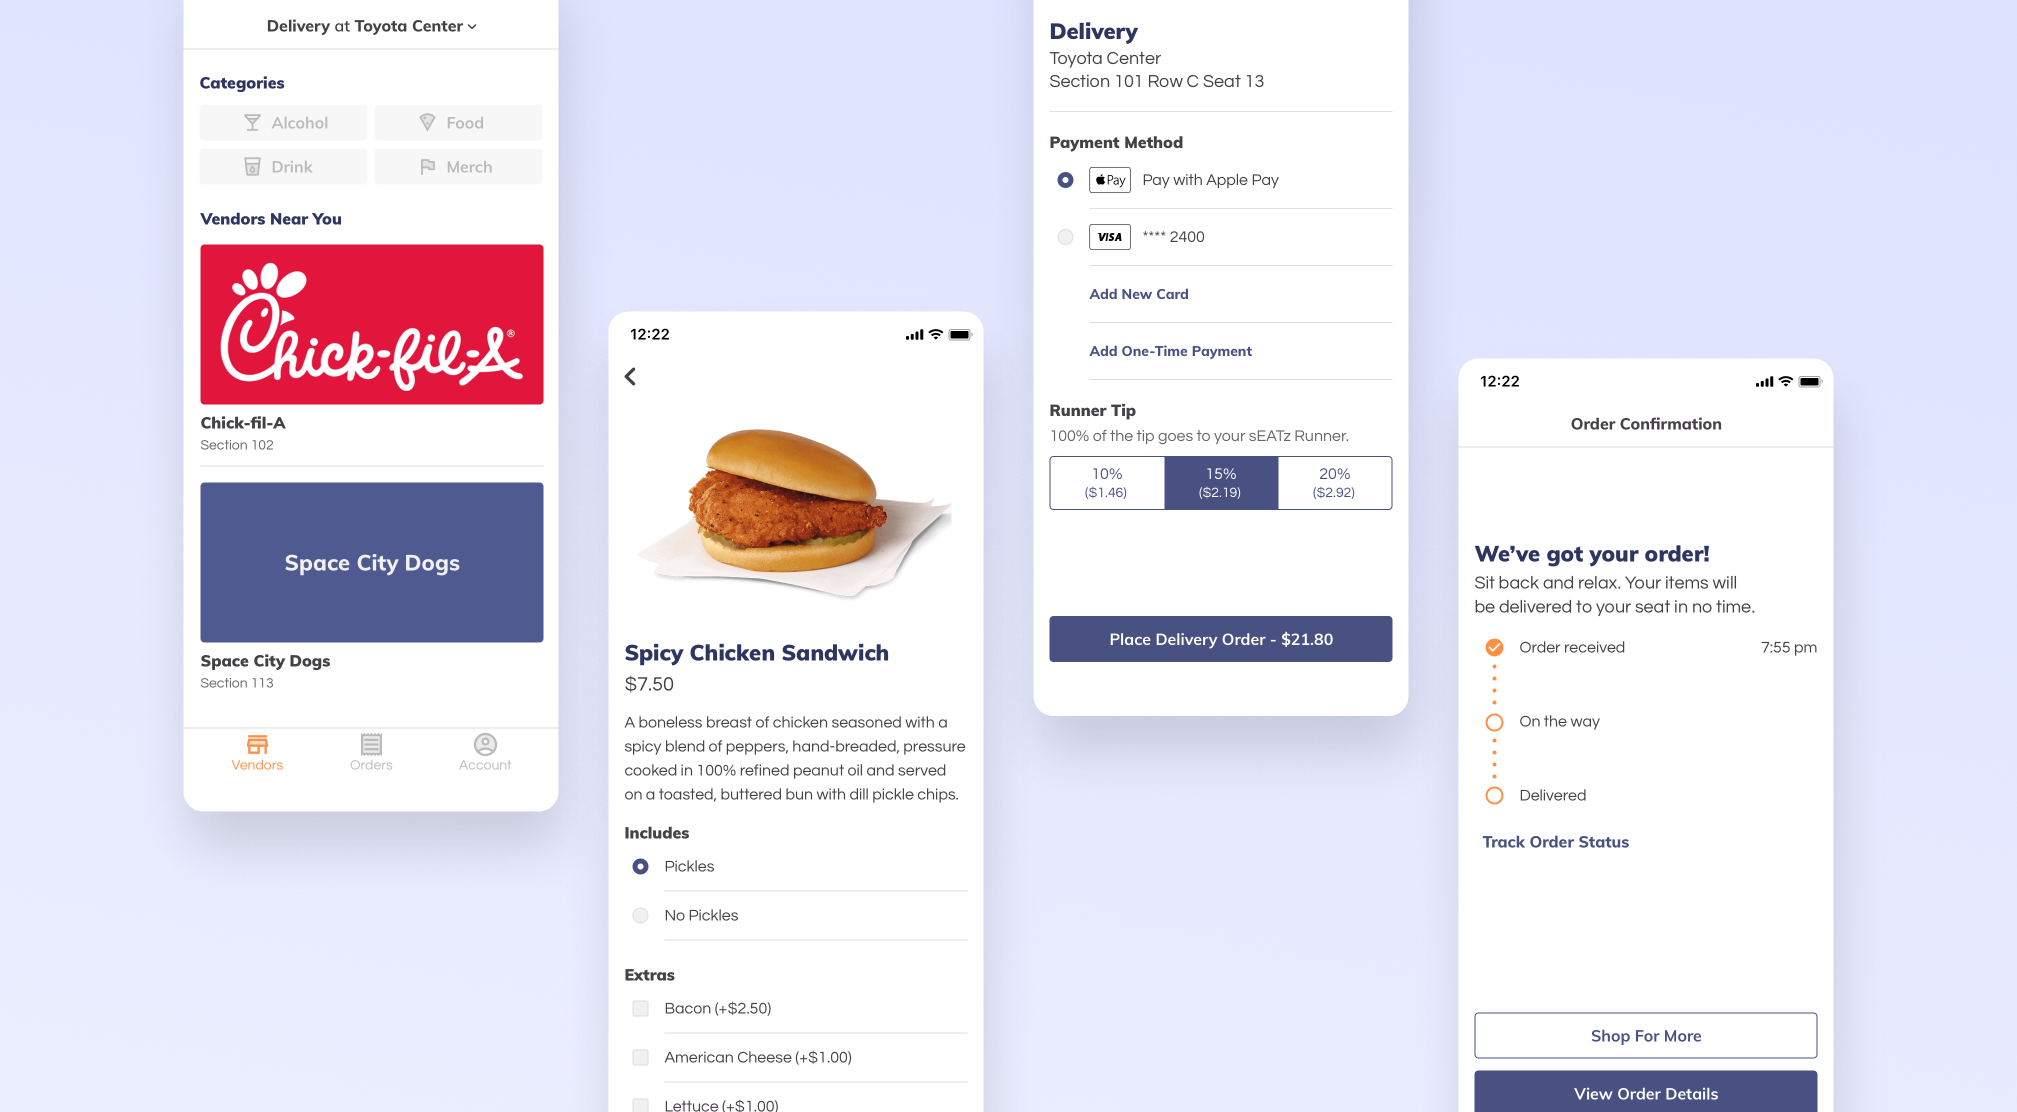 Delivery at Toyota Center
Categories
Alcohol
Food
Drink
Merch
Vendors Near You
Chick-fil-A®
Chick-fil-A
Section 102
Space City Dogs
Space City Dogs
Section 113
Vendors
Orders
Account
12:22
Spicy Chicken Sandwich
$7.50
A boneless breast of chicken seasoned with a
spicy blend of peppers, hand-breaded, pressure
cooked in 100% refined peanut oil and served
on a toasted, buttered bun with dill pickle chips.
Includes
Pickles
No Pickles
Extras
Bacon (+$2.50)
American Cheese (+$1.00)
Lettuce (+$1.00)
Delivery
Toyota Center
Section 101 Row C Seat 13
Payment Method
Pay Pay with Apple Pay
VISA **** 2400
Add New Card
Add One-Time Payment
Runner Tip
100% of the tip goes to your sEATz Runner.
10%
($1.46)
15%
($2.19)
20%
($2.92)
Place Delivery Order - $21.80
12:22
Order Confirmation
We've got your order!
Sit back and relax. Your items will
be delivered to your seat in no time.
Order received 7:55 pm
On the way
Delivered
Track Order Status
Shop For More
View Order Details